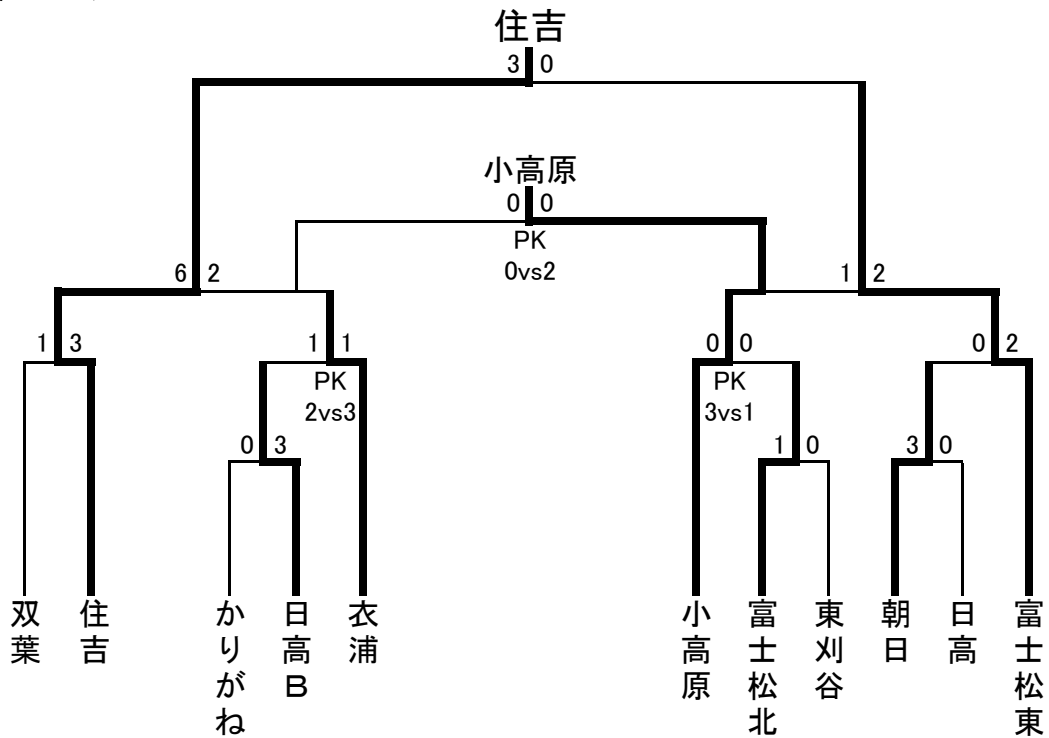 住吉
3 0
小高原
0 0
PK
0vs2
6 2
1 2
1 3
1 1
0 0
0 2
PK
2vs3
PK
3vs1
0 3
1 0
3 0
双葉
住吉
かりがね
日高B
衣浦
小高原
富士松北
東刈谷
朝日
日高
富士松東